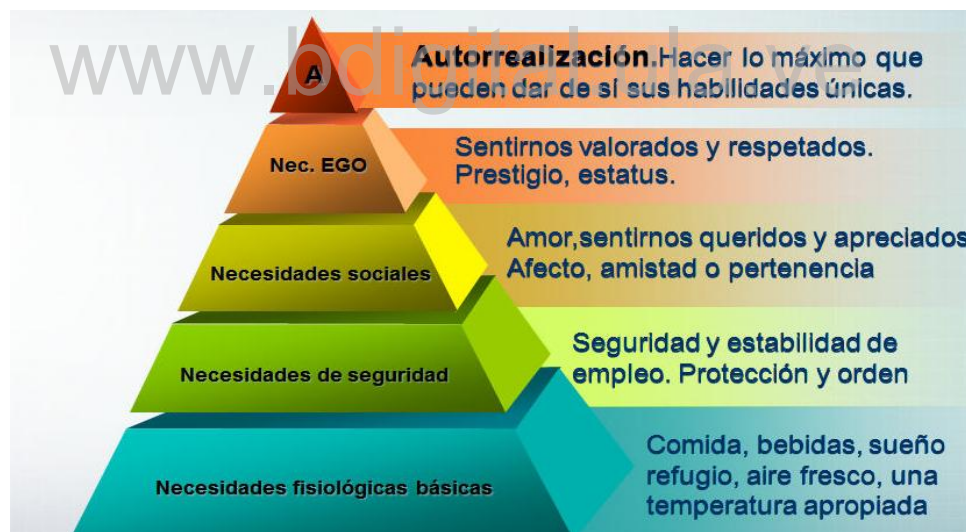 www.bdigital.ula.ve
A
Autorrealización.Hacer lo máximo que
pueden dar de sí sus habilidades únicas.
Nec. EGO
Sentirnos valorados y respetados.
Prestigio, estatus.
Necesidades sociales
Amor,sentirnos queridos y apreciados
Afecto, amistad o pertenencia
Necesidades de seguridad
Seguridad y estabilidad de
empleo. Protección y orden
Necesidades fisiológicas básicas
Comida, bebidas, sueño
refugio, aire fresco, una
temperatura apropiada